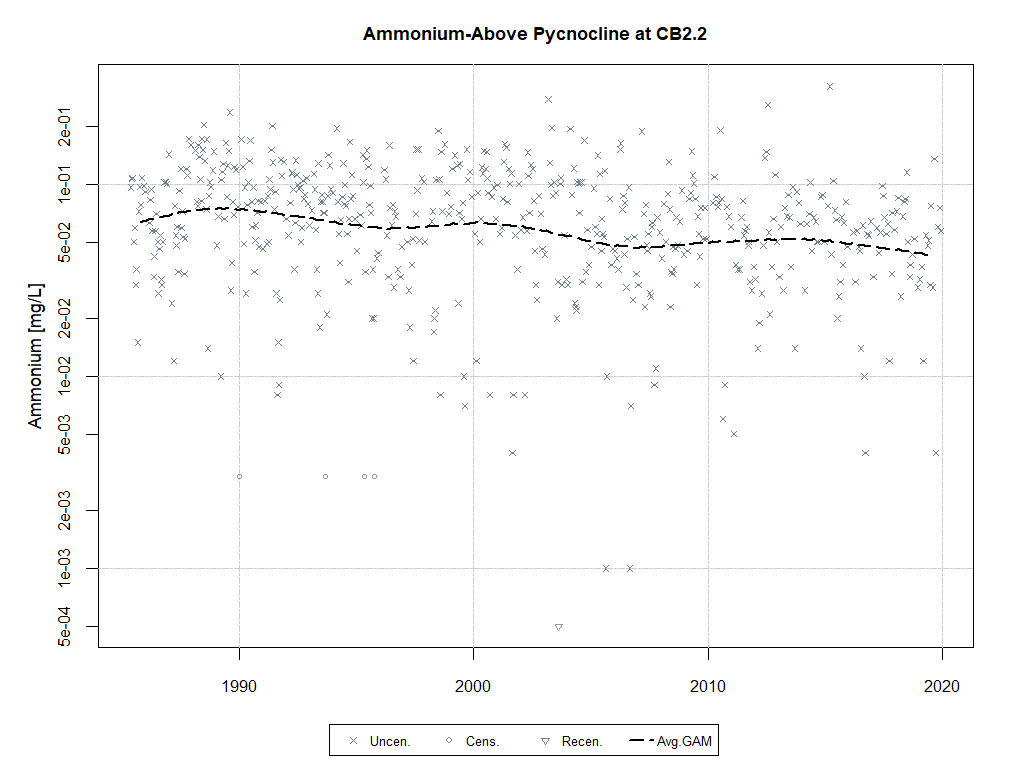 Ammonium-Above Pycnocline at CB2.2
Ammonium [mg/L]
2e-01
1e-01
5e-02
2e-02
1e-02
5e-03
2e-03
1e-03
5e-04
1990 2000 2010 2020
Uncen. Cens. Recen. Avg.GAM